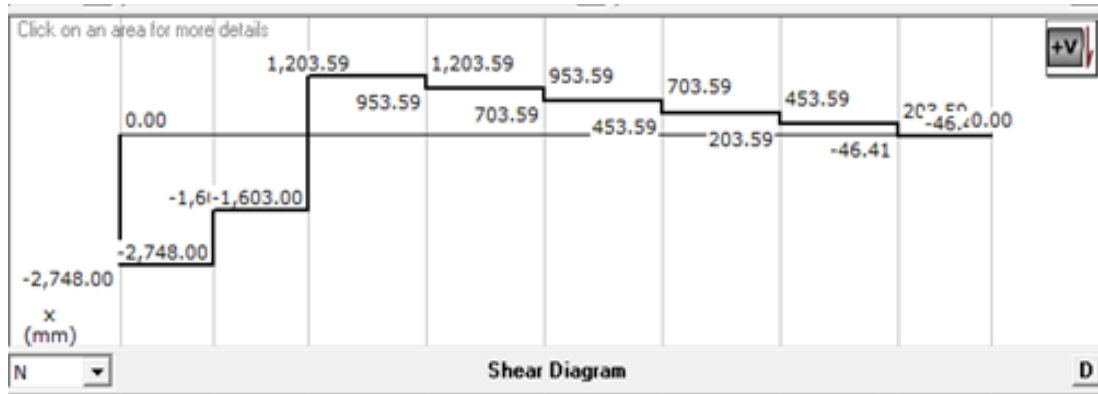 Click on an area for more details
+V
1,203.59 1,203.59 953.59 703.59 453.59
953.59 703.59 453.59 203.59 -46.41
0.00 0.00
-1,603.00
-2,748.00
-2,748.00
x
(mm)
N Shear Diagram D